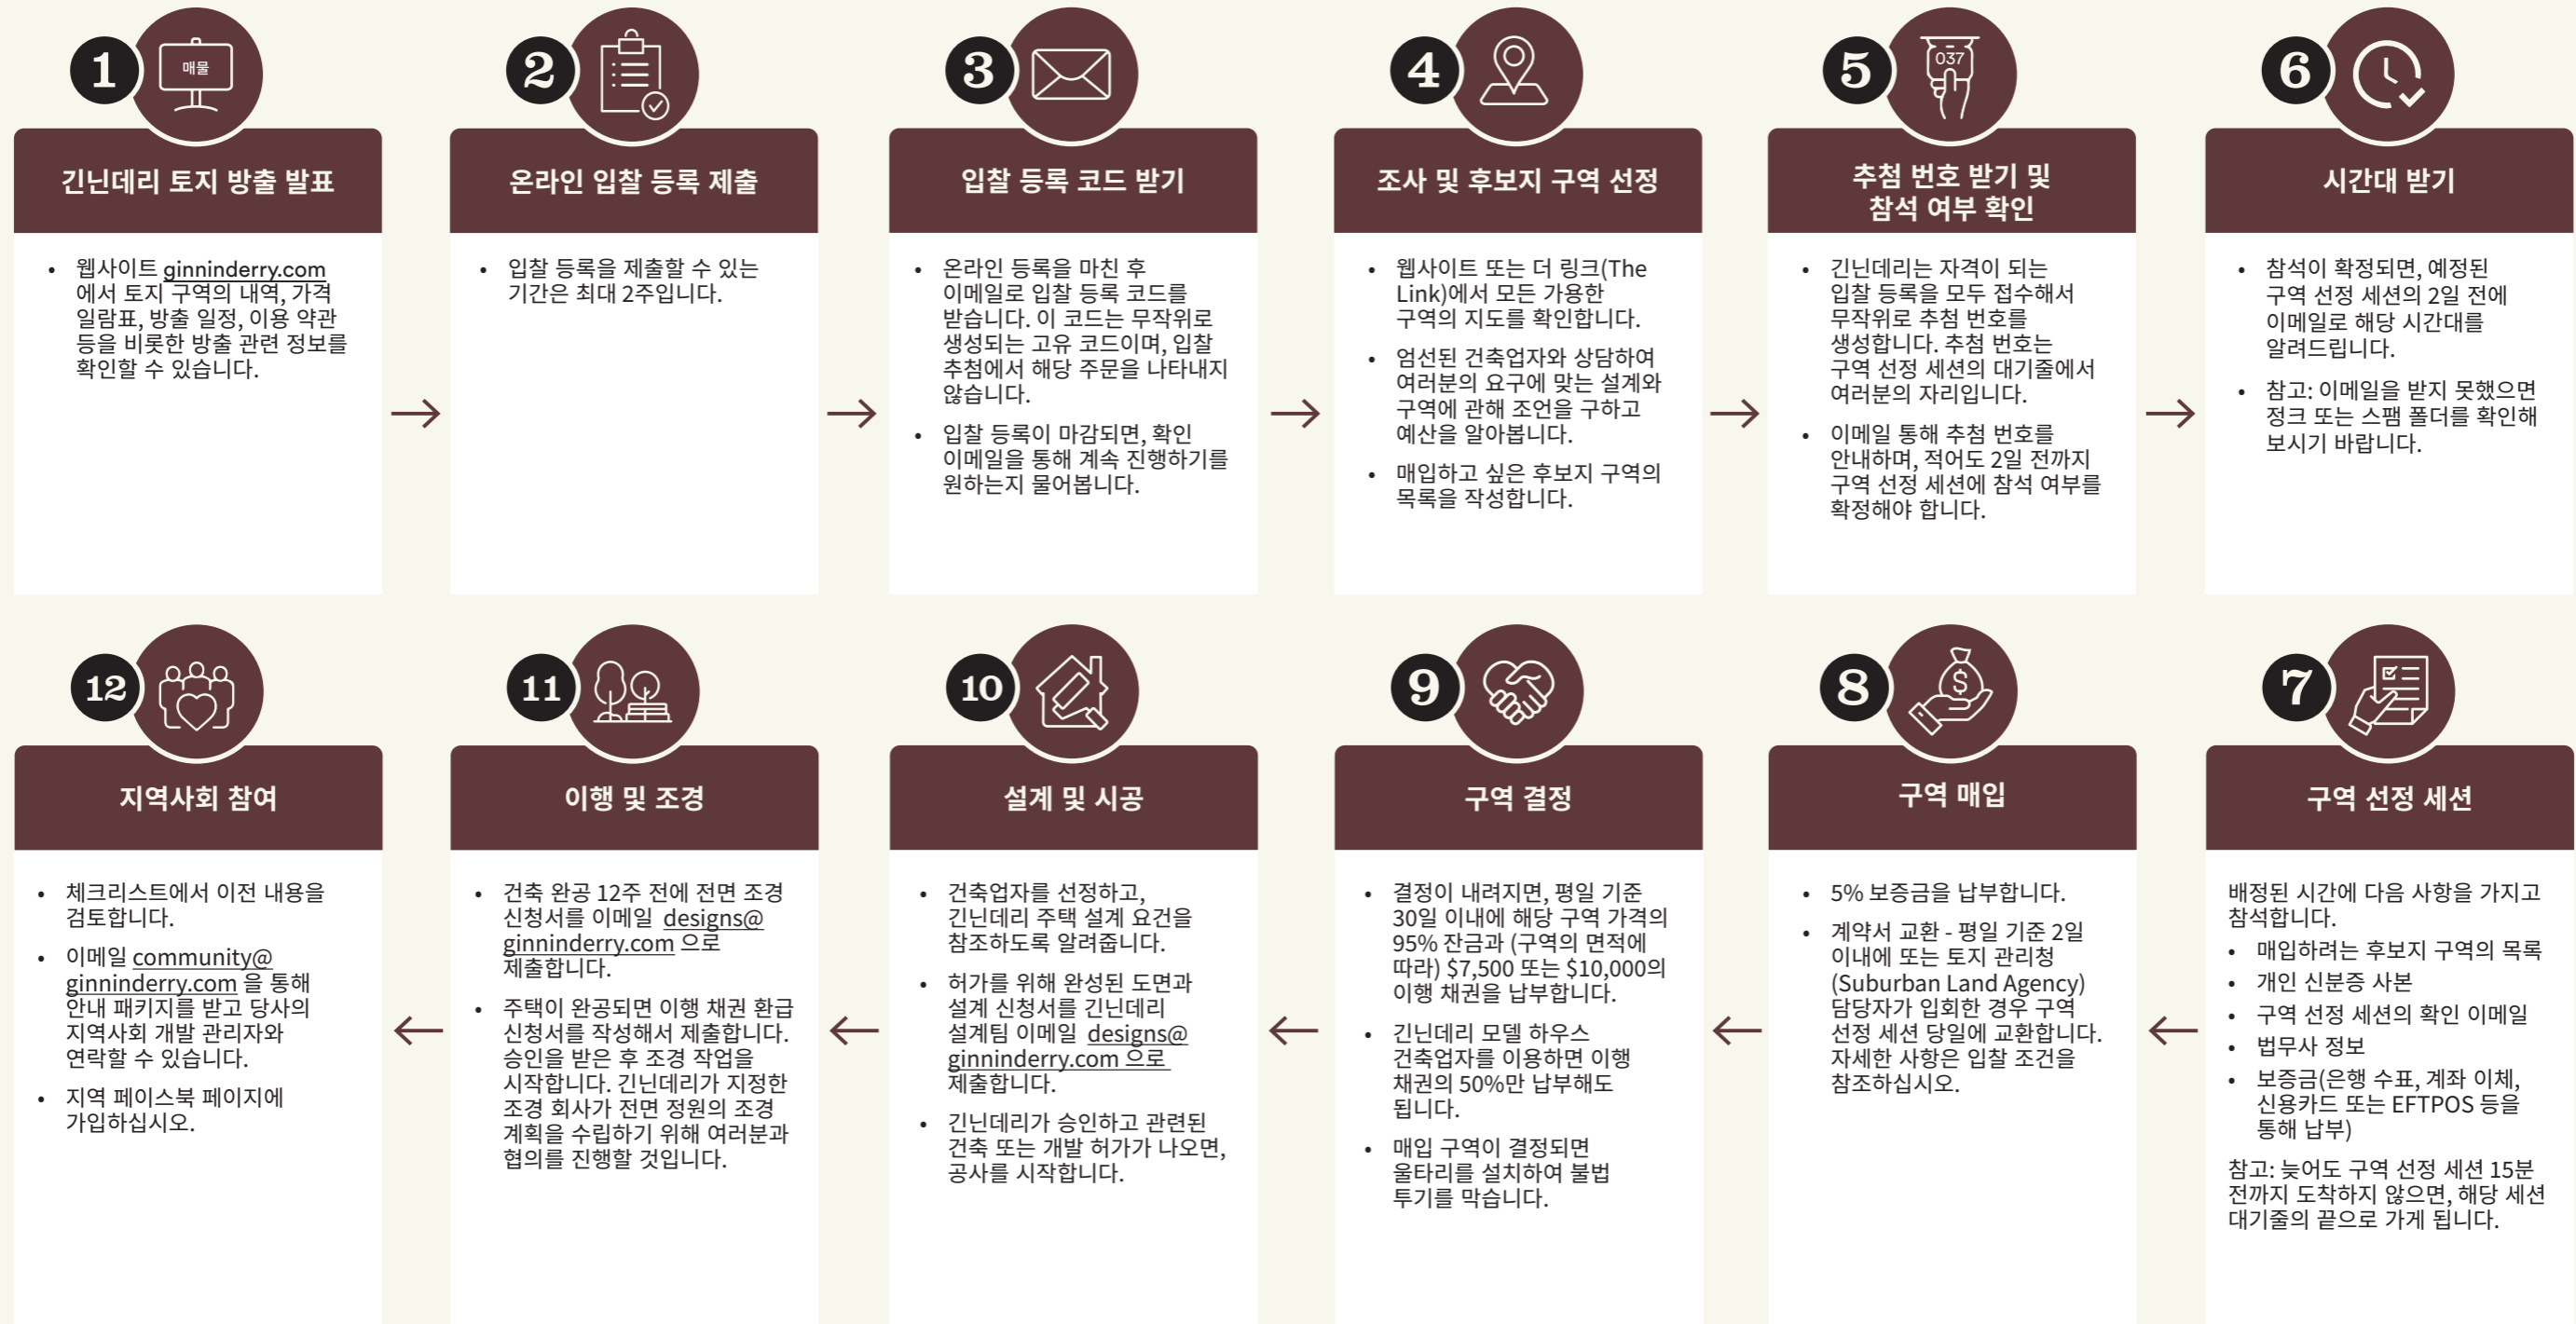 1
매물
긴닌데리 토지 방출 발표
• 웹사이트 ginninderry.com
에서 토지 구역의 내역, 가격
일람표, 방출 일정, 이용 약관
등을 비롯한 방출 관련 정보를
확인할 수 있습니다.
2
온라인 입찰 등록 제출
• 입찰 등록을 제출할 수 있는
기간은 최대 2주입니다.
3
입찰 등록 코드 받기
• 온라인 등록을 마친 후
이메일로 입찰 등록 코드를
받습니다. 이 코드는 무작위로
생성되는 고유 코드이며, 입찰
추첨에서 해당 주문을 나타내지
않습니다.
• 입찰 등록이 마감되면, 확인
이메일을 통해 계속 진행하기를
원하는지 물어봅니다.
4
조사 및 후보지 구역 선정
• 웹사이트 또는 더 링크(The
Link)에서 모든 가용한
구역의 지도를 확인합니다.
• 엄선된 건축업자와 상담하여
여러분의 요구에 맞는 설계와
구역에 관해 조언을 구하고
예산을 알아봅니다.
• 매입하고 싶은 후보지 구역의
목록을 작성합니다.
5
037
추첨 번호 받기 및
참석 여부 확인
• 긴닌데리는 자격이 되는
입찰 등록을 모두 접수해서
무작위로 추첨 번호를
생성합니다. 추첨 번호는
구역 선정 세션의 대기줄에서
여러분의 자리입니다.
• 이메일 통해 추첨 번호를
안내하며, 적어도 2일 전까지
구역 선정 세션에 참석 여부를
확정해야 합니다.
6
시간대 받기
• 참석이 확정되면, 예정된
구역 선정 세션의 2일 전에
이메일로 해당 시간대를
알려드립니다.
• 참고: 이메일을 받지 못했으면
정크 또는 스팸 폴더를 확인해
보시기 바랍니다.
7
구역 선정 세션
배정된 시간에 다음 사항을 가지고
참석합니다.
• 매입하려는 후보지 구역의 목록
• 개인 신분증 사본
• 구역 선정 세션의 확인 이메일
• 법무사 정보
• 보증금(은행 수표, 계좌 이체,
신용카드 또는 EFTPOS 등을
통해 납부)
참고: 늦어도 구역 선정 세션 15분
전까지 도착하지 않으면, 해당 세션
대기줄의 끝으로 가게 됩니다.
8
$
구역 매입
• 5% 보증금을 납부합니다.
• 계약서 교환 - 평일 기준 2일
이내에 또는 토지 관리청
(Suburban Land Agency)
담당자가 입회한 경우 구역
선정 세션 당일에 교환합니다.
자세한 사항은 입찰 조건을
참조하십시오.
9
구역 결정
• 결정이 내려지면, 평일 기준
30일 이내에 해당 구역 가격의
95% 잔금과 (구역의 면적에
따라) $7,500 또는 $10,000의
이행 채권을 납부합니다.
• 긴닌데리 모델 하우스
건축업자를 이용하면 이행
채권의 50%만 납부해도
됩니다.
• 매입 구역이 결정되면
울타리를 설치하여 불법
투기를 막습니다.
10
설계 및 시공
• 건축업자를 선정하고,
긴닌데리 주택 설계 요건을
참조하도록 알려줍니다.
• 허가를 위해 완성된 도면과
설계 신청서를 긴닌데리
설계팀 이메일 designs@
ginninderry.com 으로
제출합니다.
• 긴닌데리가 승인하고 관련된
건축 또는 개발 허가가 나오면,
공사를 시작합니다.
11
이행 및 조경
• 건축 완공 12주 전에 전면 조경
신청서를 이메일 designs@
ginninderry.com 으로
제출합니다.
• 주택이 완공되면 이행 채권 환급
신청서를 작성해서 제출합니다.
승인을 받은 후 조경 작업을
시작합니다. 긴닌데리가 지정한
조경 회사가 전면 정원의 조경
계획을 수립하기 위해 여러분과
협의를 진행할 것입니다.
12
지역사회 참여
• 체크리스트에서 이전 내용을
검토합니다.
• 이메일 community@
ginninderry.com 을 통해
안내 패키지를 받고 당사의
지역사회 개발 관리자와
연락할 수 있습니다.
• 지역 페이스북 페이지에
가입하십시오.